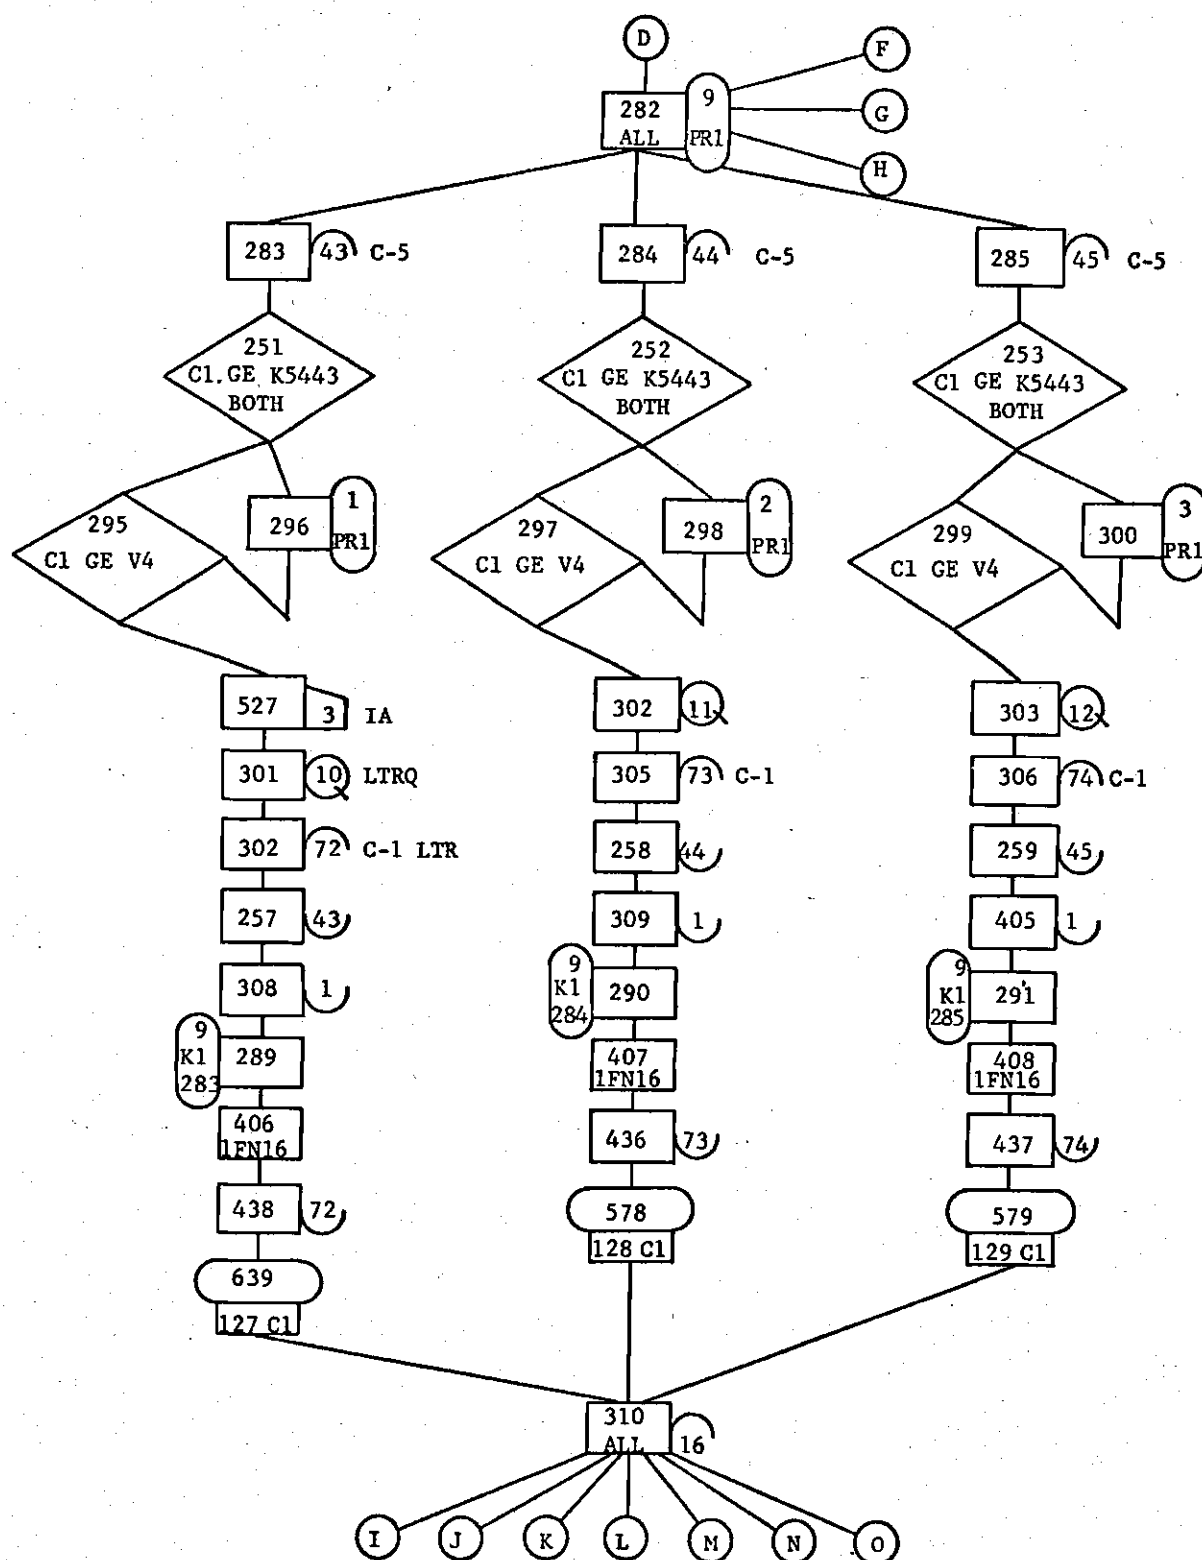 D
F
282
ALL
9
PR1
G
H
283
43
C-5
284
44
C-5
285
45
C-5
251
C1.GE K5443
BOTH
252
C1 GE K5443
BOTH
253
C1 GE K5443
BOTH
295
C1 GE V4
296
1
PR1
297
C1 GE V4
298
2
PR1
299
C1 GE V4
300
3
PR1
527
3
IA
302
11
303
12
301
10
LTRQ
305
73
C-1
306
74
C-1
302
72
C-1 LTR
258
44
259
45
257
43
309
1
405
1
308
1
9
K1
284
290
9
K1
285
291
9
K1
283
289
407
1FN16
408
1FN16
406
1FN16
436
73
437
74
438
72
578
128 C1
579
129 C1
639
127 C1
310
ALL
16
I
J
K
L
M
N
O